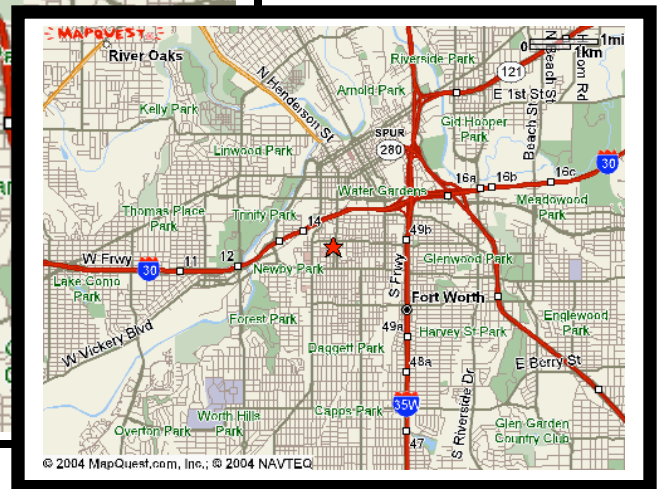 MAPQUEST
River Oaks
Riverside Park
0 1mi
1km
121
N Beach St
E 1st St
Arnold Park
N Henderson St
Kelly Park
Gid Hooper
Park
Beach St
SPUR
280
Linwood Park
30
16a
16b
16c
Water Gardens
Meadowood
Park
Thomas Place
Park
Trinity Park
14
49b
W Frwy
11
12
30
Newby Park
S Frwy
Glenwood Park
Lake Como
Park
Fort Worth
Forest Park
Englewood
Park
49a
Harvey St Park
W Vickery Blvd
Daggett Park
48a
E Berry St
35W
Worth Hills
Park
Capps Park
S Riverside Dr
Overton Park
47
Glen Garden
Country Club
© 2004 MapQuest.com, Inc.; © 2004 NAVTEQ